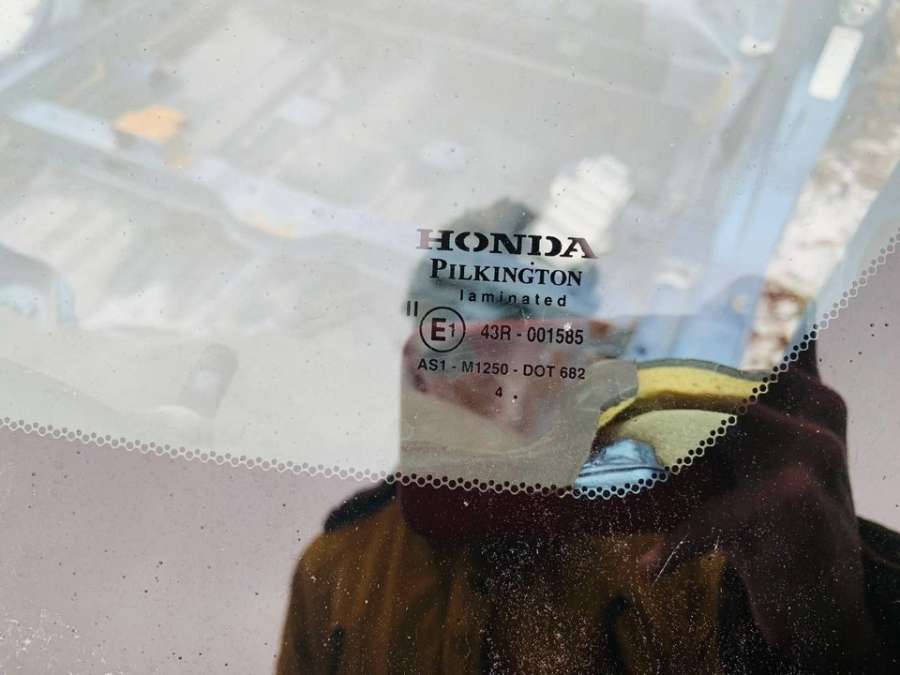 HONDA
PILKINGTON
laminated
II E1 43R - 001585
AS1 - M1250 - DOT 682
4 .